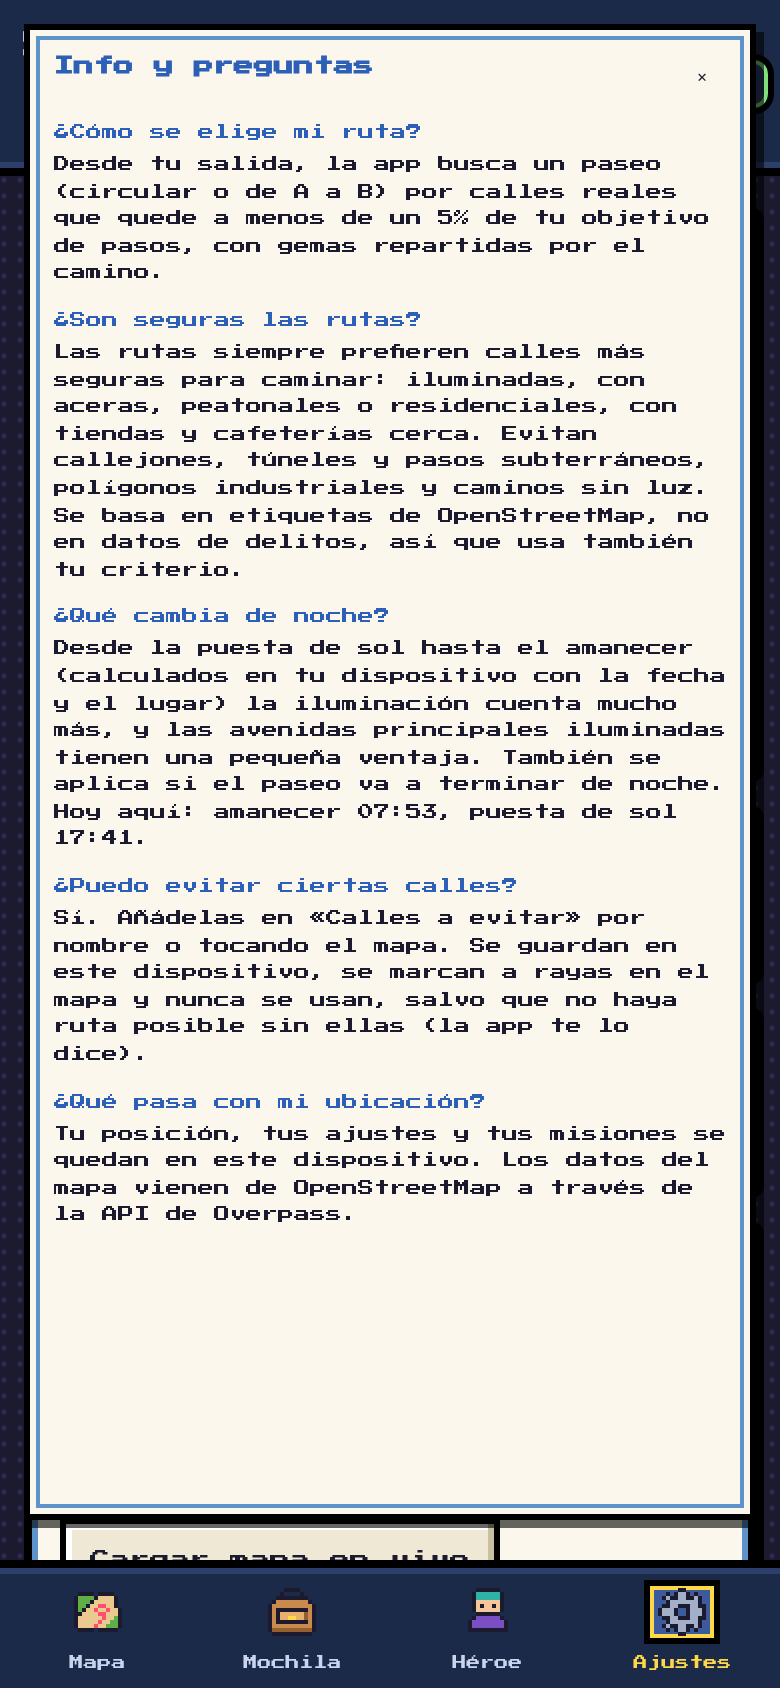 Info y preguntas
×
¿Cómo se elige mi ruta?
Desde tu salida, la app busca un paseo
(circular o de A a B) por calles reales
que quede a menos de un 5% de tu objetivo
de pasos, con gemas repartidas por el
camino.
¿Son seguras las rutas?
Las rutas siempre prefieren calles más
seguras para caminar: iluminadas, con
aceras, peatonales o residenciales, con
tiendas y cafeterías cerca. Evitan
callejones, túneles y pasos subterráneos,
polígonos industriales y caminos sin luz.
Se basa en etiquetas de OpenStreetMap, no
en datos de delitos, así que usa también
tu criterio.
¿Qué cambia de noche?
Desde la puesta de sol hasta el amanecer
(calculados en tu dispositivo con la fecha
y el lugar) la iluminación cuenta mucho
más, y las avenidas principales iluminadas
tienen una pequeña ventaja. También se
aplica si el paseo va a terminar de noche.
Hoy aquí: amanecer 07:53, puesta de sol
17:41.
¿Puedo evitar ciertas calles?
Sí. Añádelas en «Calles a evitar» por
nombre o tocando el mapa. Se guardan en
este dispositivo, se marcan a rayas en el
mapa y nunca se usan, salvo que no haya
ruta posible sin ellas (la app te lo
dice).
¿Qué pasa con mi ubicación?
Tu posición, tus ajustes y tus misiones se
quedan en este dispositivo. Los datos del
mapa vienen de OpenStreetMap a través de
la API de Overpass.
Cargar mapa en vivo
Mapa
Mochila
Héroe
Ajustes